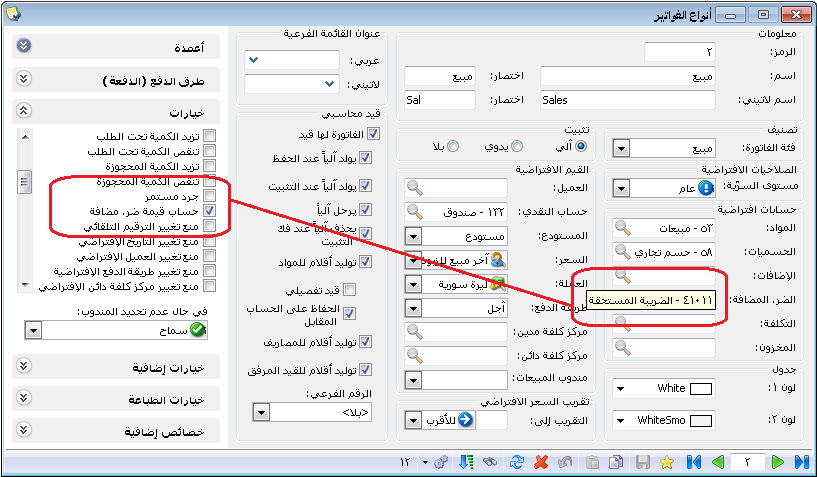 أنواع الفواتير
معلومات
الرمز: ٢
اسم: مبيع اختصار: مبيع
اسم لاتيني: Sales اختصار: Sal
تصنيف
فئة الفاتورة: مبيع
تثبيت
آلي يدوي بلا
الصلاحيات الافتراضية
مستوى السرّية: عام
حسابات افتراضية
المواد: ٥٣ - مبيعات
الحسميات: ٥٨ - حسم تجاري
الإضافات:
الضر. المضافة: ٤١٠١١ - الضريبة المستحقة
التكلفة:
المخزون:
جدول
لون ١: White
لون ٢: WhiteSmo
القيم الافتراضية
العميل:
حساب النقدي: ١٣٢ - صندوق
المستودع: مستودع
السعر: آخر مبيع للزبون
العملة: ليرة سورية
طريقة الدفع: آجل
مركز كلفة مدين:
مركز كلفة دائن:
مندوب المبيعات:
تقريب السعر الافتراضي
التقريب إلى: للأقرب
عنوان القائمة الفرعية
عربي:
لاتيني:
قيد محاسبي
الفاتورة لها قيد
يولد آلياً عند الحفظ
يولد آلياً عند التثبيت
يرحل آلياً
يحذف آلياً عند فك
التثبيت
توليد أقلام للمواد
قيد تفصيلي
الحفاظ على الحساب
المقابل
توليد أقلام للمصاريف
توليد أقلام للقيد المرفق
الرقم الفرعي:
<بلا>
أعمدة
طرق الدفع (الدفعة)
خيارات
تزيد الكمية تحت الطلب
تنقص الكمية تحت الطلب
تزيد الكمية المحجوزة
تنقص الكمية المحجوزة
جرد مستمر
حساب قيمة ضر. مضافة
منع تغيير الترقيم التلقائي
منع تغيير التاريخ الإفتراضي
منع تغيير العميل الإفتراضي
منع تغيير طريقة الدفع الإفتراضية
منع تغيير مركز كلفة دائن الإفتراضي
في حال عدم تحديد المندوب:
سماح
خيارات إضافية
خيارات الطباعة
خصائص إضافية
٢
١٢